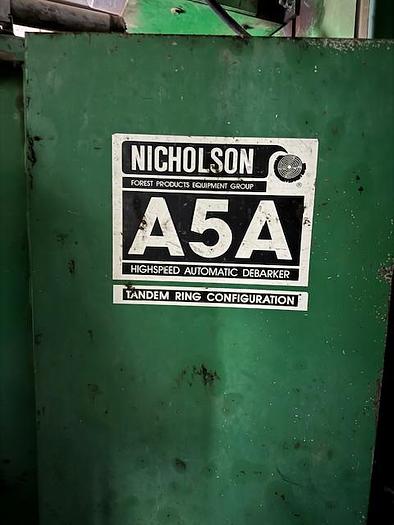 NICHOLSON
®
FOREST PRODUCTS EQUIPMENT GROUP
A5A
HIGHSPEED AUTOMATIC DEBARKER
TANDEM RING CONFIGURATION